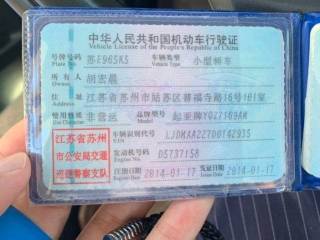 中华人民共和国机动车行驶证
Vehicle License of the People's Republic of China
号牌号码 苏E965K5 车辆类型 小型轿车
Plate No. Vehicle Type
所有人 胡宏晨
Owner
住址 江苏省苏州市姑苏区普福寺路16号101室
Address
使用性质 非营运 品牌型号 起亚牌YQZ7169AM
Use Character Model
江苏省苏州
市公安局交通
巡逻警察支队
车辆识别代号 LJDMAA227D0142935
VIN
发动机号码 D5737158
Engine No.
注册日期 2014-01-17 发证日期 2014-01-17